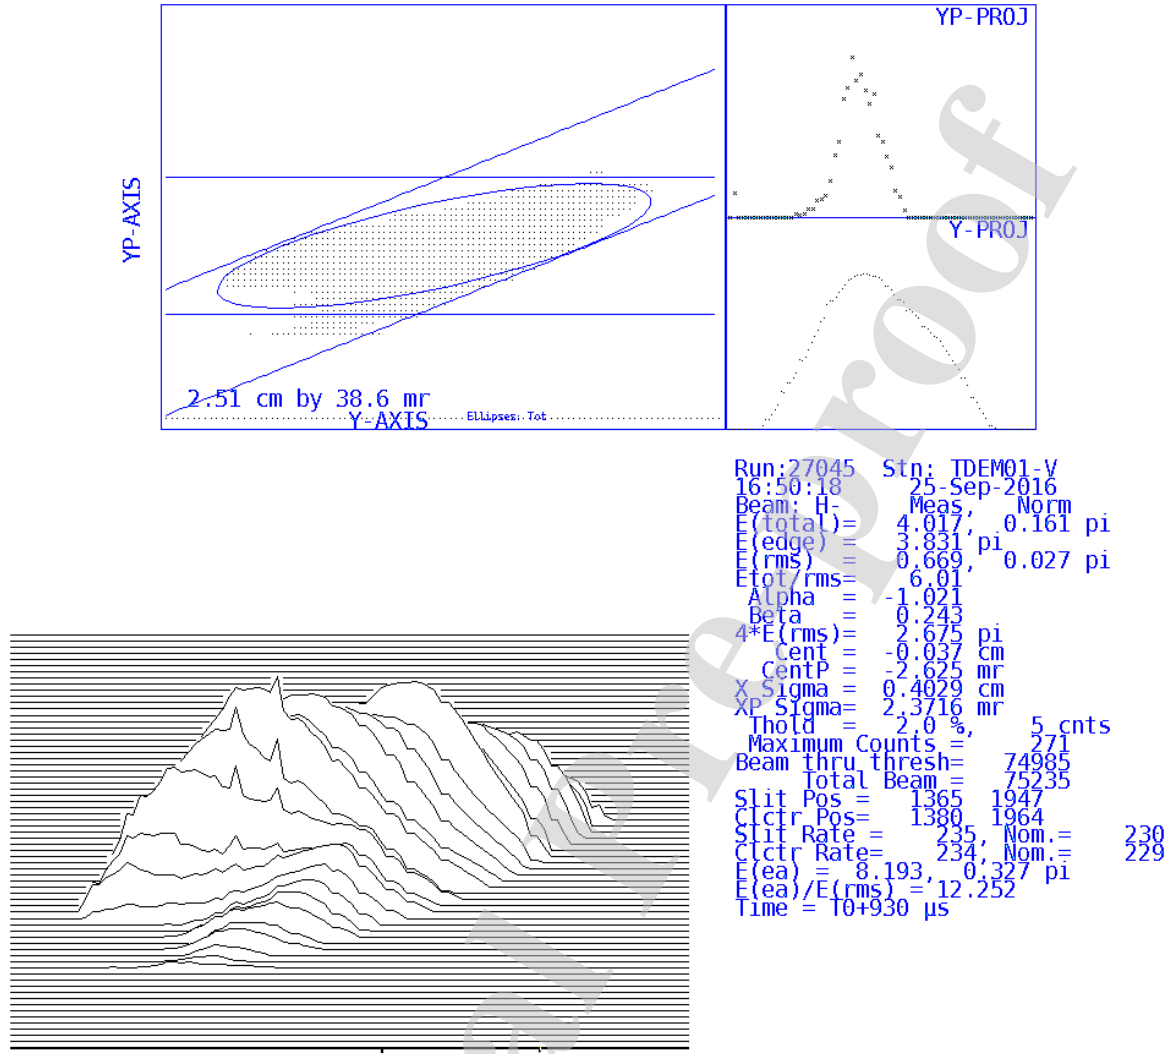 YP-PROJ
YP-AXIS
Y-PROJ
2.51 cm by 38.6 mr
Y-AXIS
Ellipses: Tot
Run:27045 Stn: TDEM01-V
16:50:18 25-Sep-2016
Beam: H- Meas, Norm
E(total)= 4.017, 0.161 pi
E(edge) = 3.831 pi
E(rms) = 0.669, 0.027 pi
Etot/rms= 6.01
Alpha = -1.021
Beta = 0.243
4*E(rms)= 2.675 pi
Cent = -0.037 cm
CentP = -2.625 mr
X Sigma = 0.4029 cm
XP Sigma= 2.3716 mr
Thold = 2.0 %, 5 cnts
Maximum Counts = 271
Beam thru thresh= 74985
Total Beam = 75235
Slit Pos = 1365 1947
Clctr Pos= 1380 1964
Slit Rate = 235, Nom.= 230
Clctr Rate= 234, Nom.= 229
E(ea) = 8.193, 0.327 pi
E(ea)/E(rms) = 12.252
Time = T0+930 µs
al pre-proof